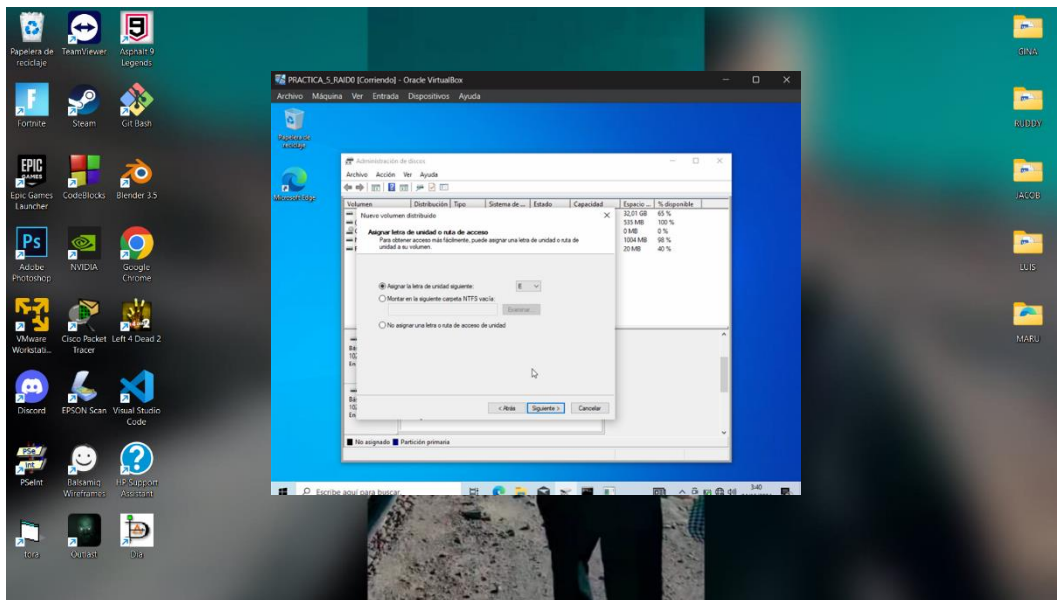 Papelera de
reciclaje
TeamViewer
Asphalt 9
Legends
Fortnite
Steam
Git Bash
EPIC
GAMES
Epic Games
Launcher
CodeBlocks
Blender 3.5
Ps
Adobe
Photoshop
NVIDIA
Google
Chrome
VMware
Workstati...
Cisco Packet
Tracer
Left 4 Dead 2
Discord
EPSON Scan
Visual Studio
Code
PSeInt
Balsamiq
Wireframes
HP Support
Assistant
tora
Outlast
Dia
PRACTICA_5_RAID0 [Corriendo] - Oracle VirtualBox
Archivo Máquina Ver Entrada Dispositivos Ayuda
Papelera de
reciclaje
Microsoft Edge
Administración de discos
Archivo Acción Ver Ayuda
Volumen Distribución Tipo Sistema de ... Estado Capacidad Espacio ... % disponible
32,01 GB 65 %
535 MB 100 %
0 MB 0 %
1004 MB 98 %
20 MB 40 %
Nuevo volumen distribuido
Asignar letra de unidad o ruta de acceso
Para obtener acceso más fácilmente, puede asignar una letra de unidad o ruta de
unidad a su volumen.
Asignar la letra de unidad siguiente: E
Montar en la siguiente carpeta NTFS vacía:
Examinar...
No asignar una letra o ruta de acceso de unidad
< Atrás Siguiente > Cancelar
No asignado Partición primaria
Escribe aquí para buscar
3:40
GINA
RUDDY
JACOB
LUIS
MARU